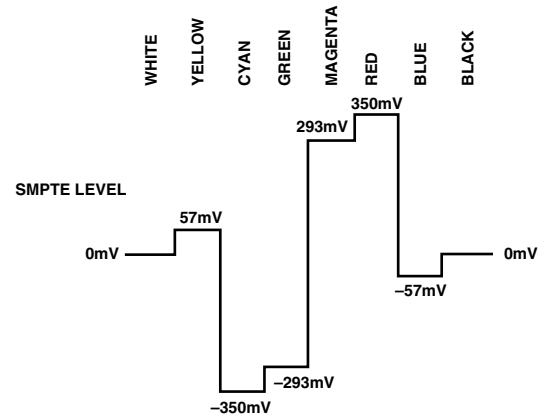 WHITE
YELLOW
CYAN
GREEN
MAGENTA
RED
BLUE
BLACK
350mV
293mV
SMPTE LEVEL
57mV
0mV
0mV
–57mV
–293mV
–350mV